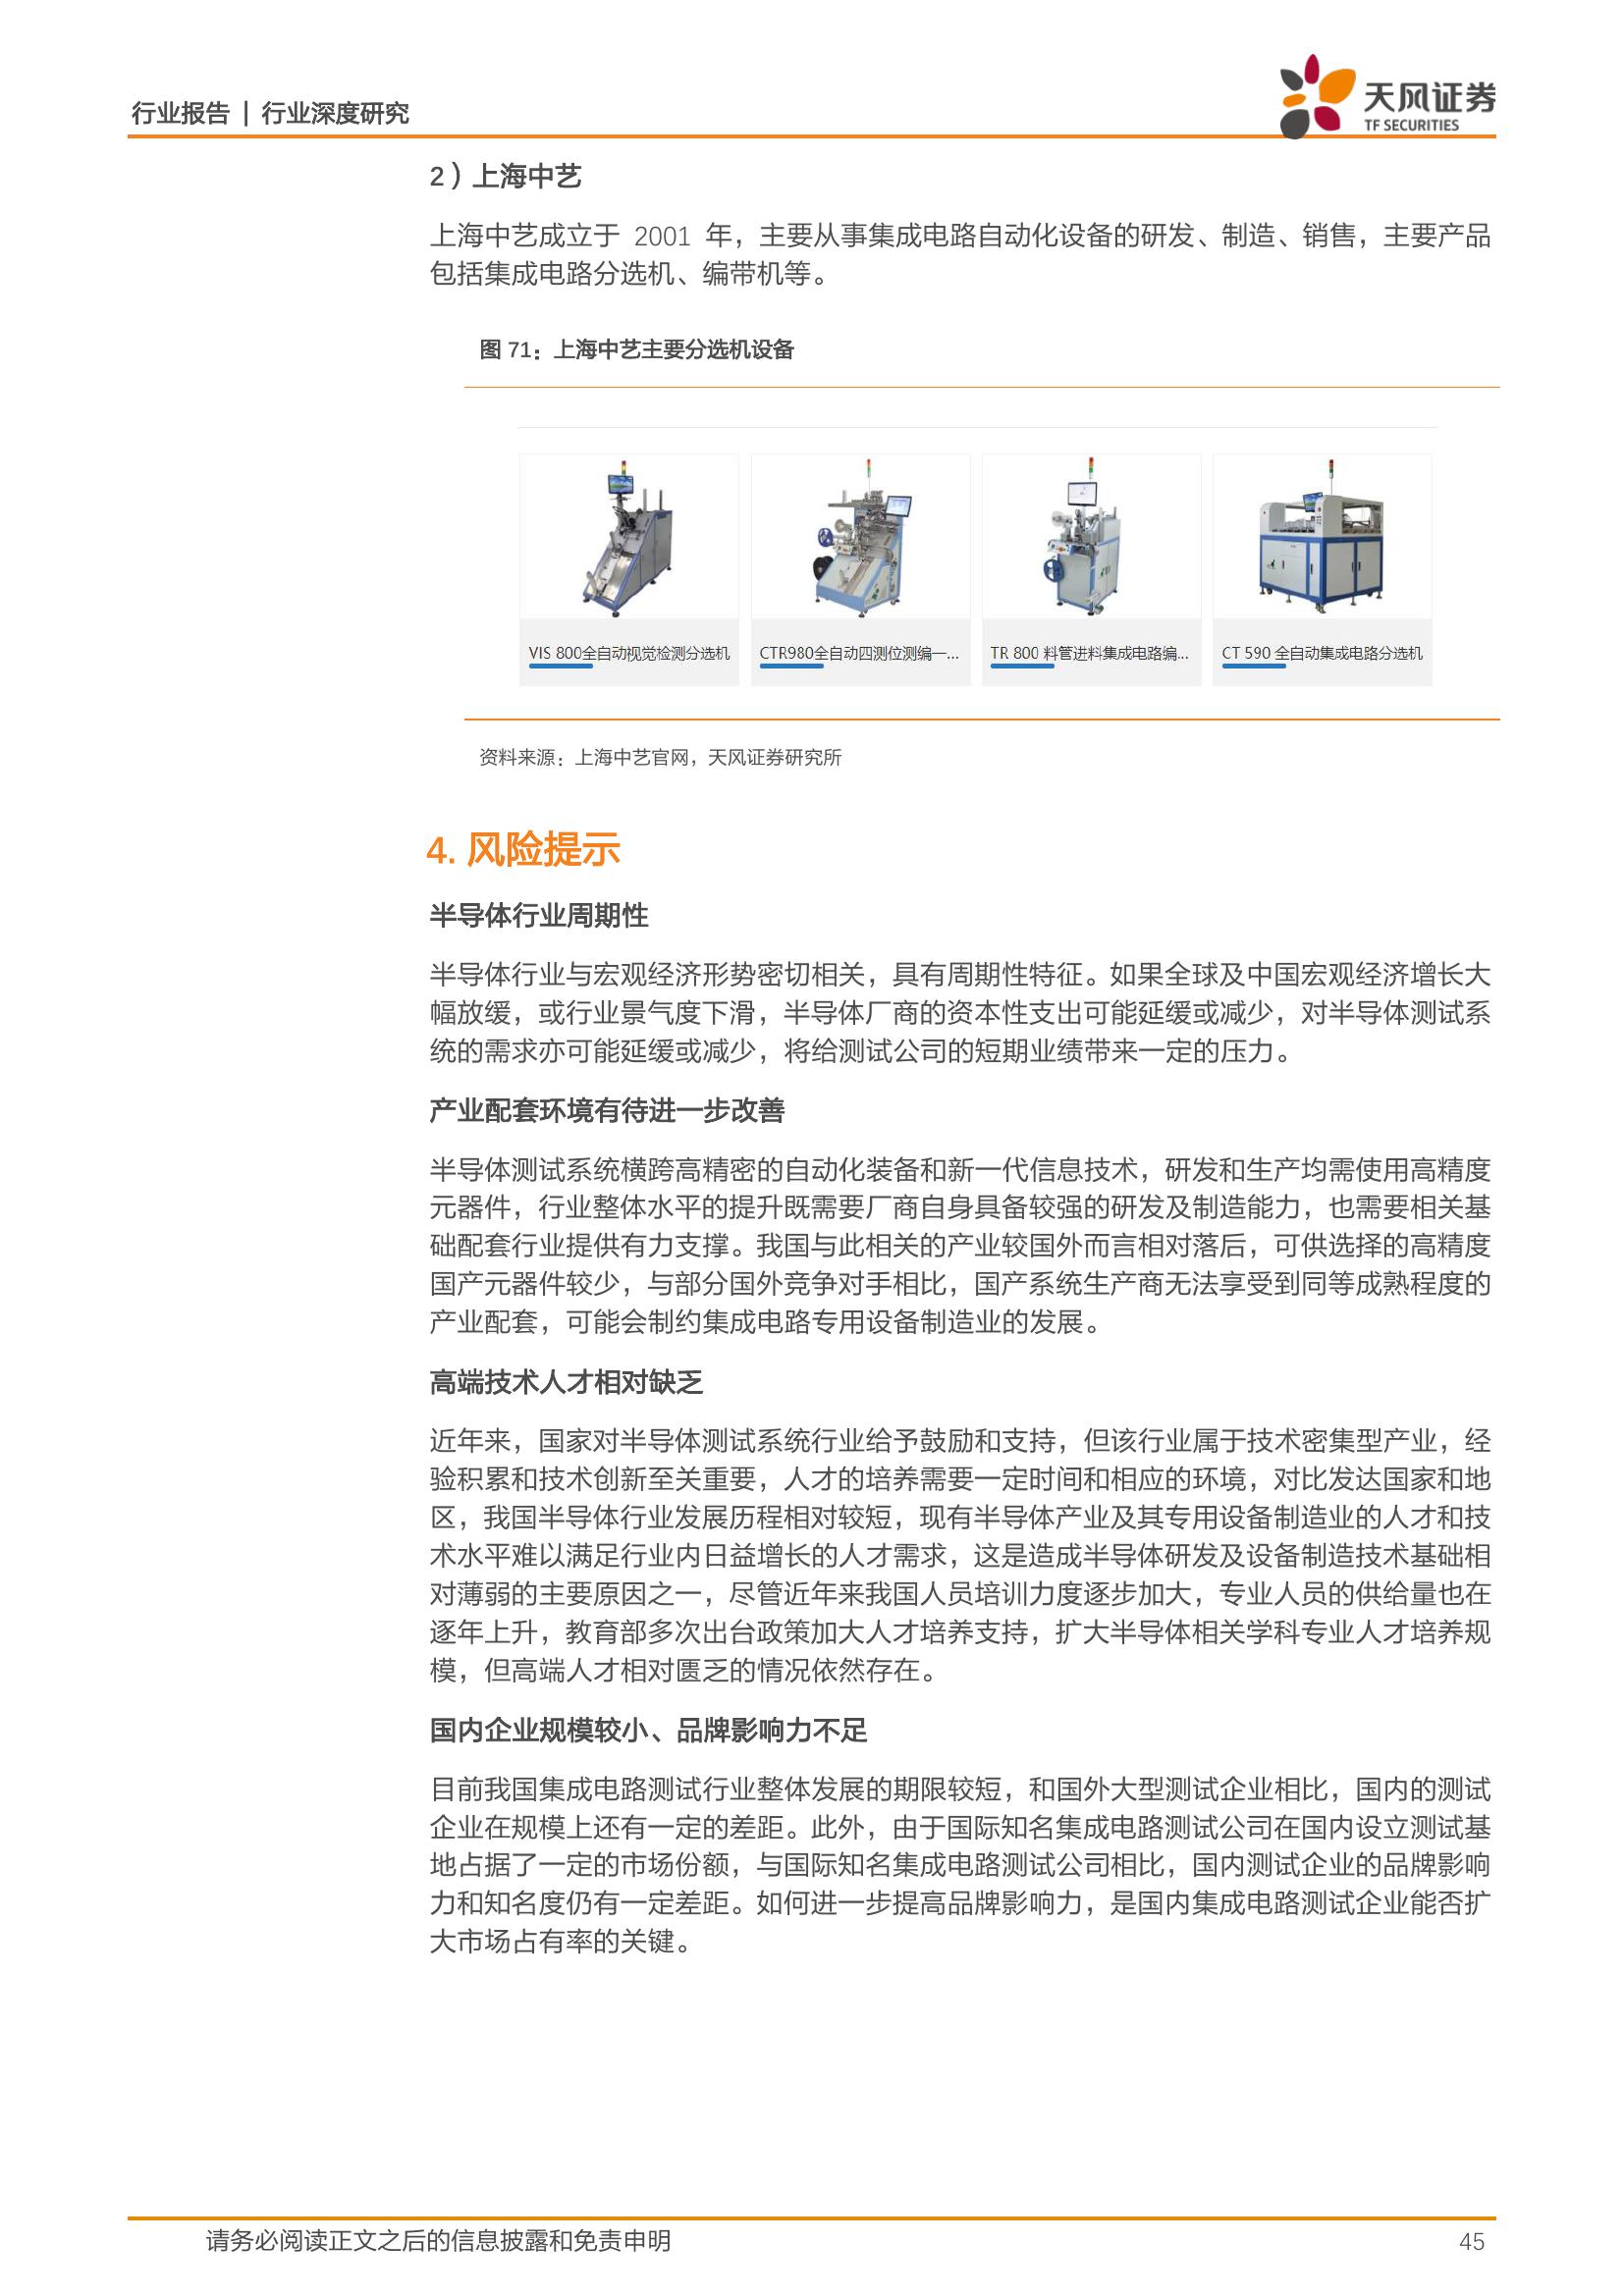 行业报告 | 行业深度研究
天风证券
TF SECURITIES
2）上海中艺
上海中艺成立于 2001 年，主要从事集成电路自动化设备的研发、制造、销售，主要产品
包括集成电路分选机、编带机等。
图 71：上海中艺主要分选机设备
VIS 800全自动视觉检测分选机
CTR980全自动四测位测编一...
TR 800 料管进料集成电路编...
CT 590 全自动集成电路分选机
资料来源：上海中艺官网，天风证券研究所
4. 风险提示
半导体行业周期性
半导体行业与宏观经济形势密切相关，具有周期性特征。如果全球及中国宏观经济增长大
幅放缓，或行业景气度下滑，半导体厂商的资本性支出可能延缓或减少，对半导体测试系
统的需求亦可能延缓或减少，将给测试公司的短期业绩带来一定的压力。
产业配套环境有待进一步改善
半导体测试系统横跨高精密的自动化装备和新一代信息技术，研发和生产均需使用高精度
元器件，行业整体水平的提升既需要厂商自身具备较强的研发及制造能力，也需要相关基
础配套行业提供有力支撑。我国与此相关的产业较国外而言相对落后，可供选择的高精度
国产元器件较少，与部分国外竞争对手相比，国产系统生产商无法享受到同等成熟程度的
产业配套，可能会制约集成电路专用设备制造业的发展。
高端技术人才相对缺乏
近年来，国家对半导体测试系统行业给予鼓励和支持，但该行业属于技术密集型产业，经
验积累和技术创新至关重要，人才的培养需要一定时间和相应的环境，对比发达国家和地
区，我国半导体行业发展历程相对较短，现有半导体产业及其专用设备制造业的人才和技
术水平难以满足行业内日益增长的人才需求，这是造成半导体研发及设备制造技术基础相
对薄弱的主要原因之一，尽管近年来我国人员培训力度逐步加大，专业人员的供给量也在
逐年上升，教育部多次出台政策加大人才培养支持，扩大半导体相关学科专业人才培养规
模，但高端人才相对匮乏的情况依然存在。
国内企业规模较小、品牌影响力不足
目前我国集成电路测试行业整体发展的期限较短，和国外大型测试企业相比，国内的测试
企业在规模上还有一定的差距。此外，由于国际知名集成电路测试公司在国内设立测试基
地占据了一定的市场份额，与国际知名集成电路测试公司相比，国内测试企业的品牌影响
力和知名度仍有一定差距。如何进一步提高品牌影响力，是国内集成电路测试企业能否扩
大市场占有率的关键。
请务必阅读正文之后的信息披露和免责申明
45